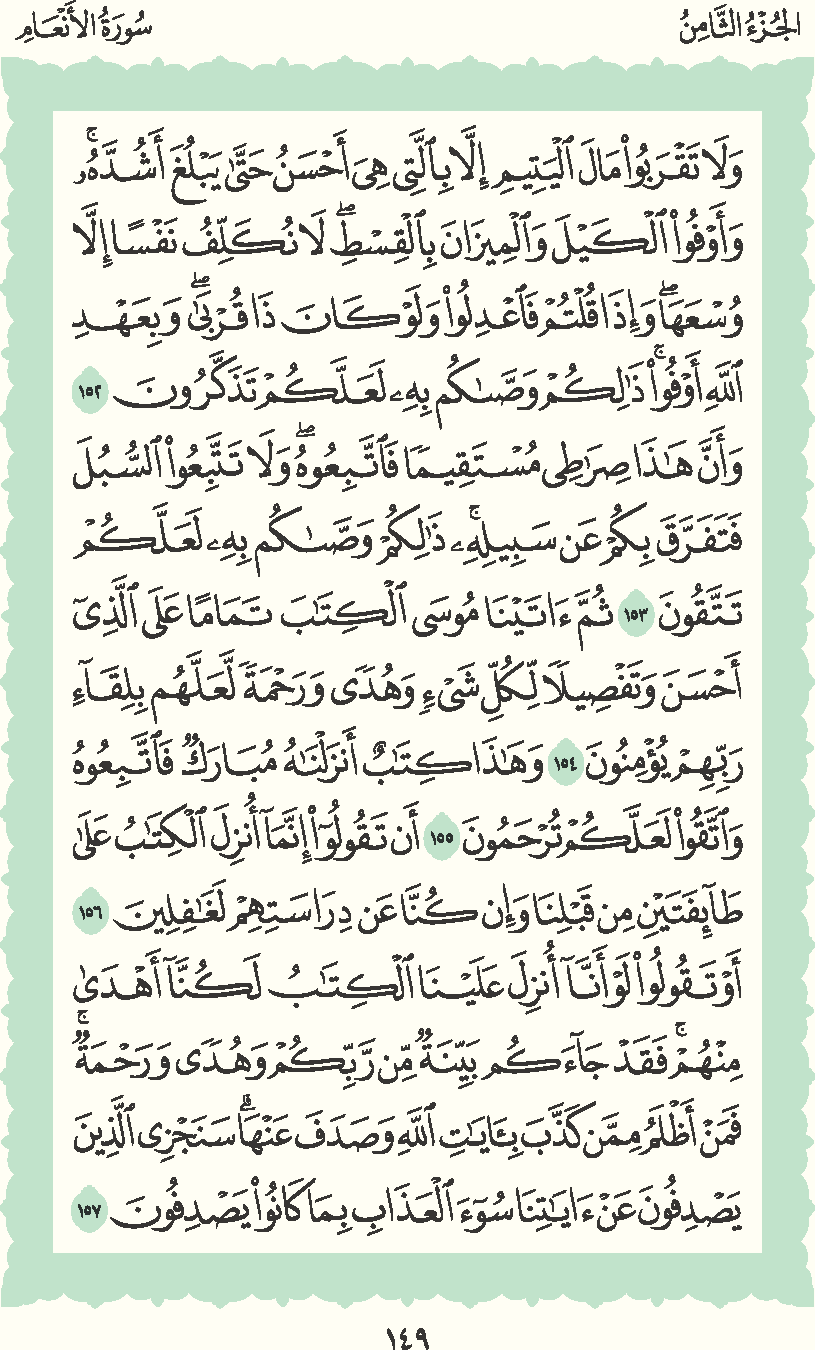 الجُزْءُ الثَّامِنُ
سُورَةُ الأَنْعَامِ
وَلَا تَقْرَبُوا۟ مَالَ ٱلْيَتِيمِ إِلَّا بِٱلَّتِى هِىَ أَحْسَنُ حَتَّىٰ يَبْلُغَ أَشُدَّهُۥ ۚ
وَأَوْفُوا۟ ٱلْكَيْلَ وَٱلْمِيزَانَ بِٱلْقِسْطِ ۖ لَا نُكَلِّفُ نَفْسًا إِلَّا
وُسْعَهَا ۖ وَإِذَا قُلْتُمْ فَٱعْدِلُوا۟ وَلَوْ كَانَ ذَا قُرْبَىٰ ۖ وَبِعَهْدِ
ٱللَّهِ أَوْفُوا۟ ۚ ذَٰلِكُمْ وَصَّىٰكُم بِهِۦ لَعَلَّكُمْ تَذَكَّرُونَ ١٥٢
وَأَنَّ هَـٰذَا صِرَٰطِى مُسْتَقِيمًا فَٱتَّبِعُوهُ ۖ وَلَا تَتَّبِعُوا۟ ٱلسُّبُلَ
فَتَفَرَّقَ بِكُمْ عَن سَبِيلِهِۦ ۚ ذَٰلِكُمْ وَصَّىٰكُم بِهِۦ لَعَلَّكُمْ
تَتَّقُونَ ١٥٣ ثُمَّ ءَاتَيْنَا مُوسَى ٱلْكِتَـٰبَ تَمَامًا عَلَى ٱلَّذِىٓ
أَحْسَنَ وَتَفْصِيلًا لِّكُلِّ شَىْءٍ وَهُدًى وَرَحْمَةً لَّعَلَّهُم بِلِقَآءِ
رَبِّهِمْ يُؤْمِنُونَ ١٥٤ وَهَـٰذَا كِتَـٰبٌ أَنزَلْنَـٰهُ مُبَارَكٌ فَٱتَّبِعُوهُ
وَٱتَّقُوا۟ لَعَلَّكُمْ تُرْحَمُونَ ١٥٥ أَن تَقُولُوٓا۟ إِنَّمَآ أُنزِلَ ٱلْكِتَـٰبُ عَلَىٰ
طَآئِفَتَيْنِ مِن قَبْلِنَا وَإِن كُنَّا عَن دِرَاسَتِهِمْ لَغَـٰفِلِينَ ١٥٦
أَوْ تَقُولُوا۟ لَوْ أَنَّآ أُنزِلَ عَلَيْنَا ٱلْكِتَـٰبُ لَكُنَّآ أَهْدَىٰ
مِنْهُمْ ۚ فَقَدْ جَآءَكُم بَيِّنَةٌ مِّن رَّبِّكُمْ وَهُدًى وَرَحْمَةٌ ۚ
فَمَنْ أَظْلَمُ مِمَّن كَذَّبَ بِـَٔايَـٰتِ ٱللَّهِ وَصَدَفَ عَنْهَا ۗ سَنَجْزِى ٱلَّذِينَ
يَصْدِفُونَ عَنْ ءَايَـٰتِنَا سُوٓءَ ٱلْعَذَابِ بِمَا كَانُوا۟ يَصْدِفُونَ ١٥٧
١٤٩